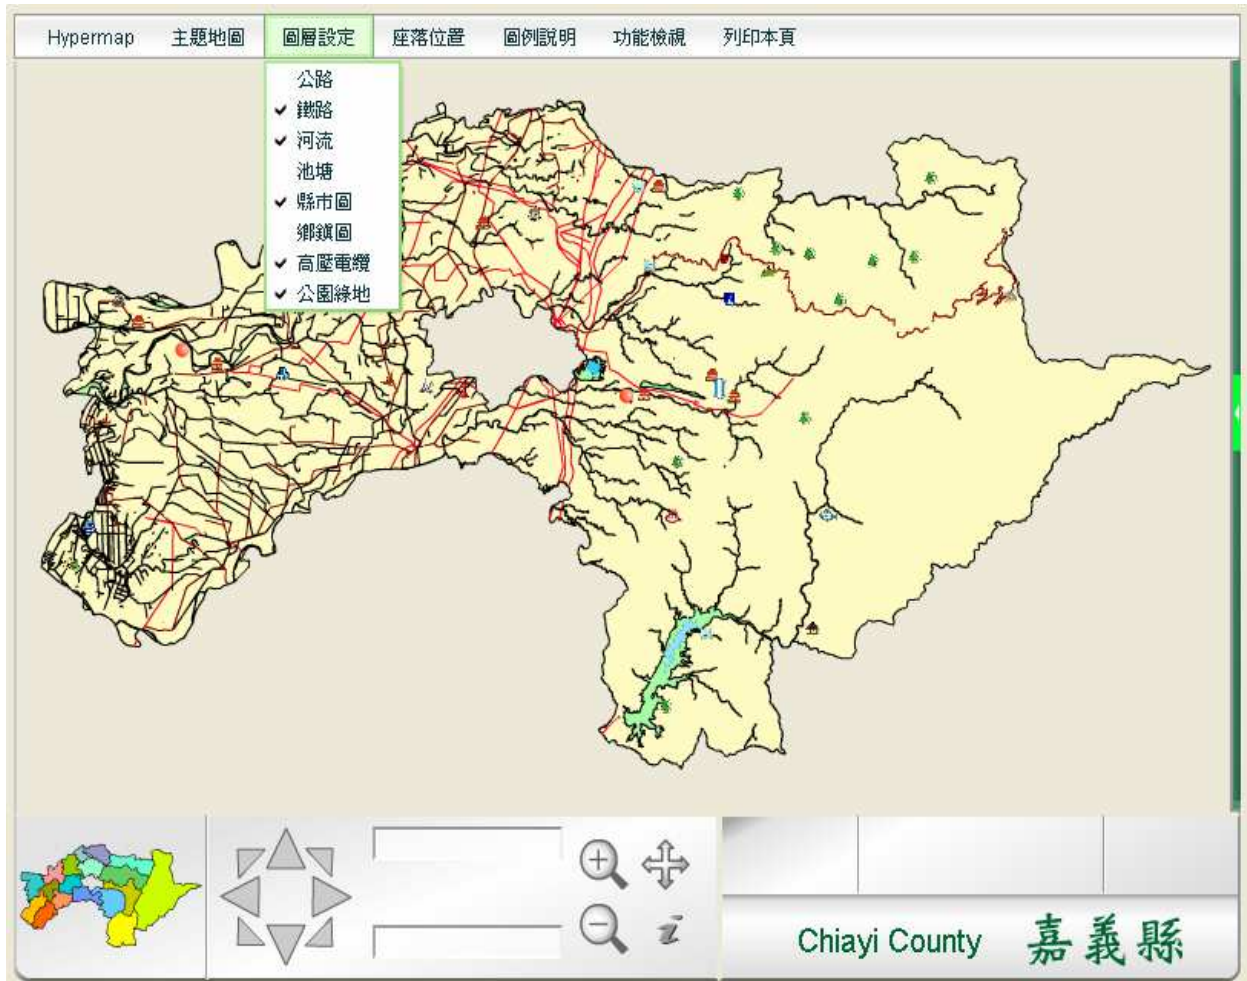 Hypermap 主題地圖 圖層設定 座落位置 圖例說明 功能檢視 列印本頁
公路
鐵路
河流
池塘
縣市圖
鄉鎮圖
高壓電纜
公園綠地
Chiayi County 嘉義縣